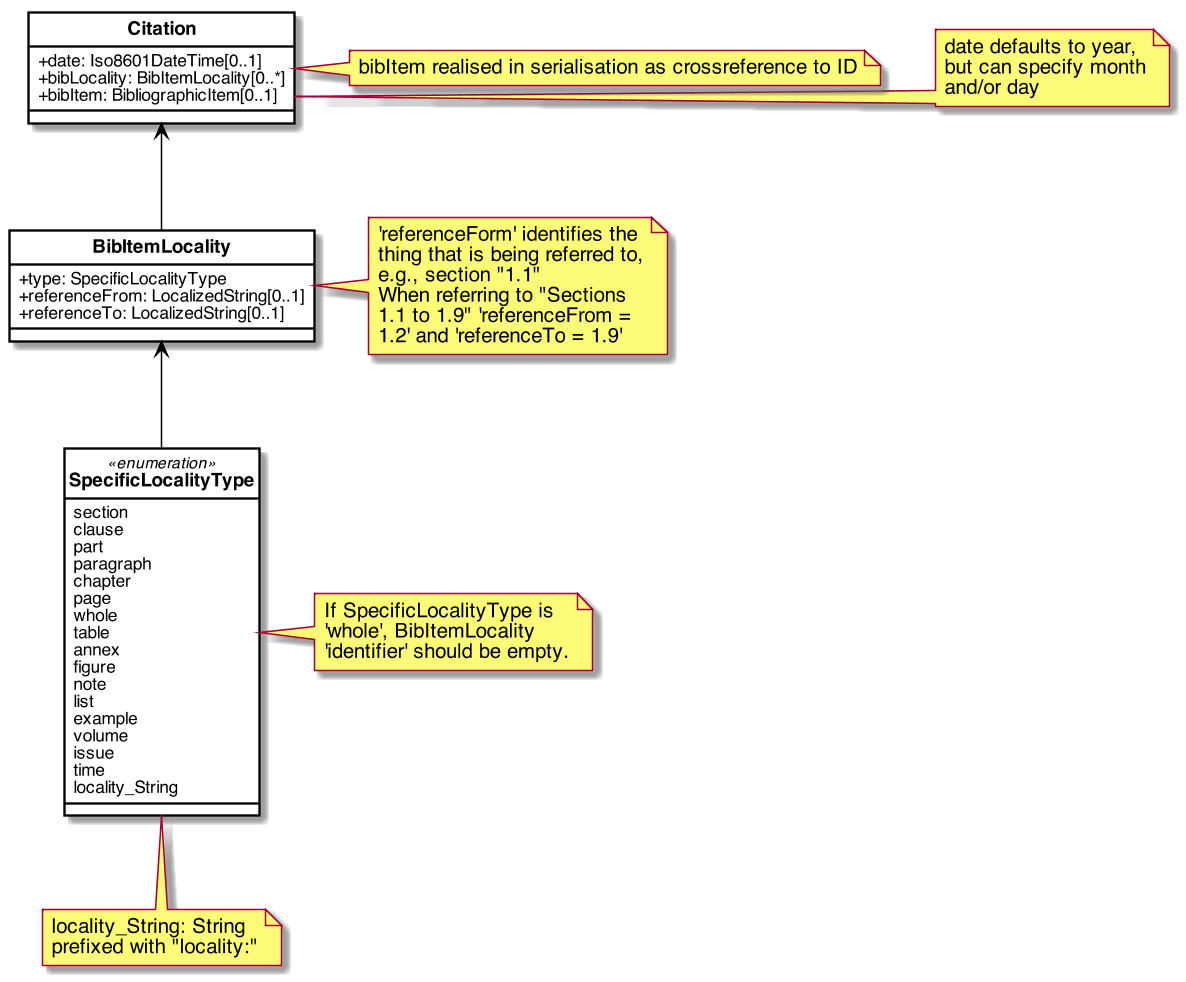 Citation
+date: Iso8601DateTime[0..1]
+bibLocality: BibItemLocality[0..*]
+bibItem: BibliographicItem[0..1]
bibItem realised in serialisation as crossreference to ID
date defaults to year,
but can specify month
and/or day
BibItemLocality
+type: SpecificLocalityType
+referenceFrom: LocalizedString[0..1]
+referenceTo: LocalizedString[0..1]
'referenceForm' identifies the
thing that is being referred to,
e.g., section "1.1"
When referring to "Sections
1.1 to 1.9" 'referenceFrom =
1.2' and 'referenceTo = 1.9'
«enumeration»
SpecificLocalityType
section
clause
part
paragraph
chapter
page
whole
table
annex
figure
note
list
example
volume
issue
time
locality_String
If SpecificLocalityType is
'whole', BibItemLocality
'identifier' should be empty.
locality_String: String
prefixed with "locality:"